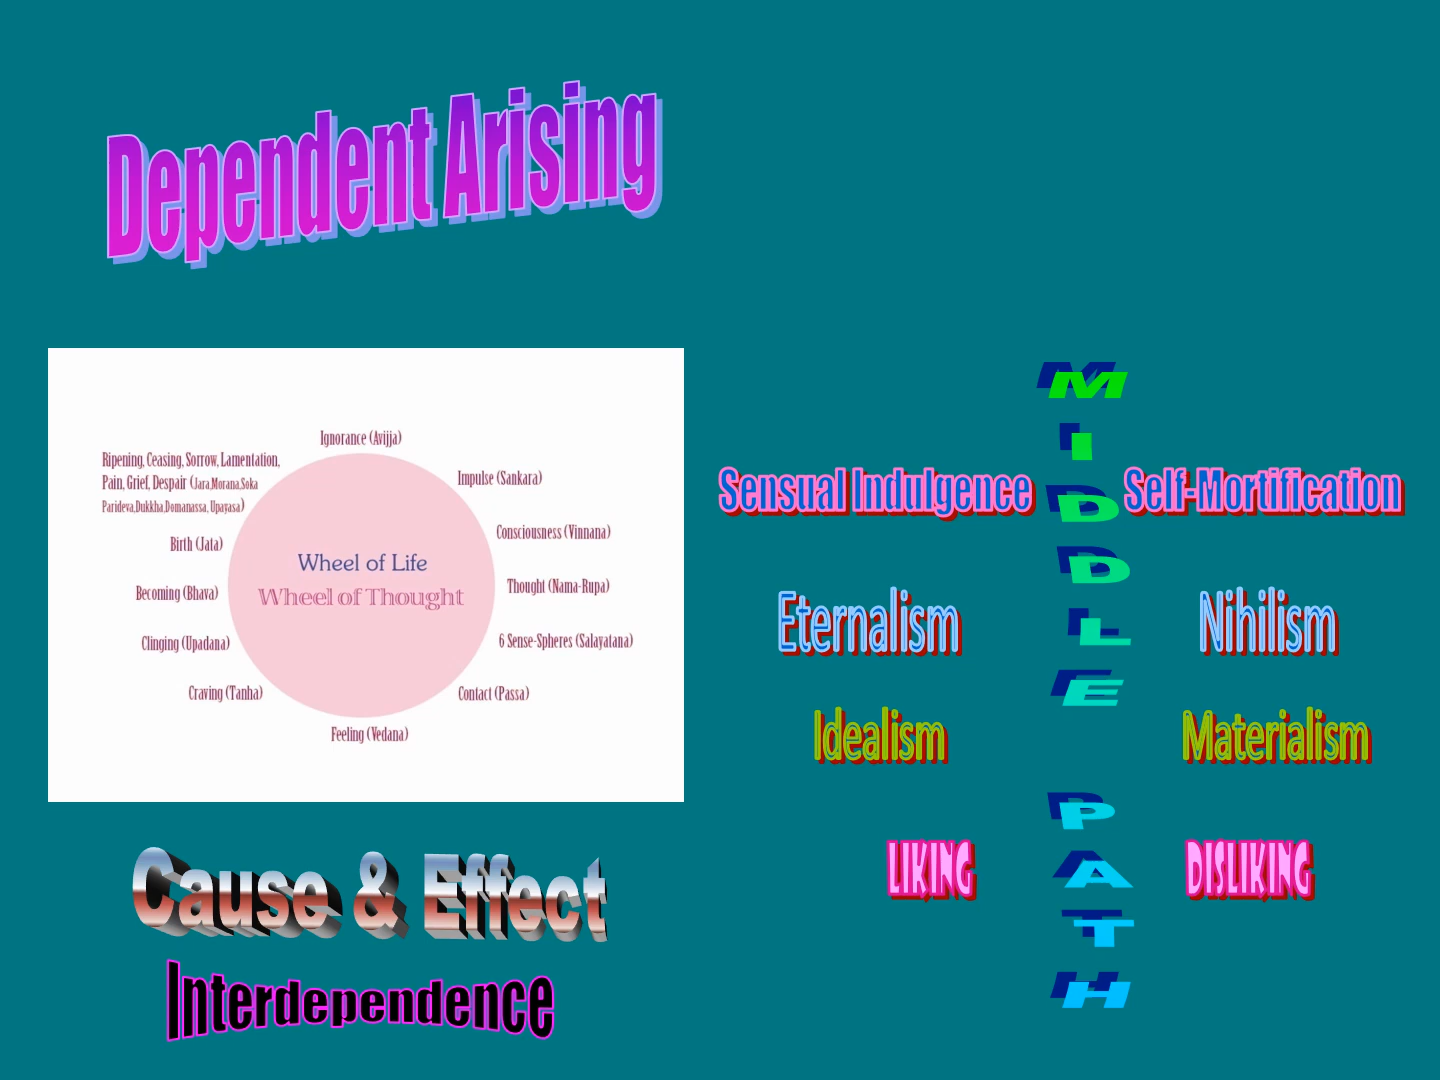 Dependent Arising
Ignorance (Avijja)
Impulse (Sankara)
Consciousness (Vinnana)
Thought (Nama-Rupa)
6 Sense-Spheres (Salayatana)
Contact (Passa)
Feeling (Vedana)
Craving (Tanha)
Clinging (Upadana)
Becoming (Bhava)
Birth (Jata)
Ripening, Ceasing, Sorrow, Lamentation,
Pain, Grief, Despair (Jara,Morana,Soka
Parideva,Dukkha,Domanassa, Upayasa)
Wheel of Life
Wheel of Thought
Cause & Effect
Interdependence
MIDDLE PATH
Sensual Indulgence
Self-Mortification
Eternalism
Nihilism
Idealism
Materialism
LIKING
DISLIKING